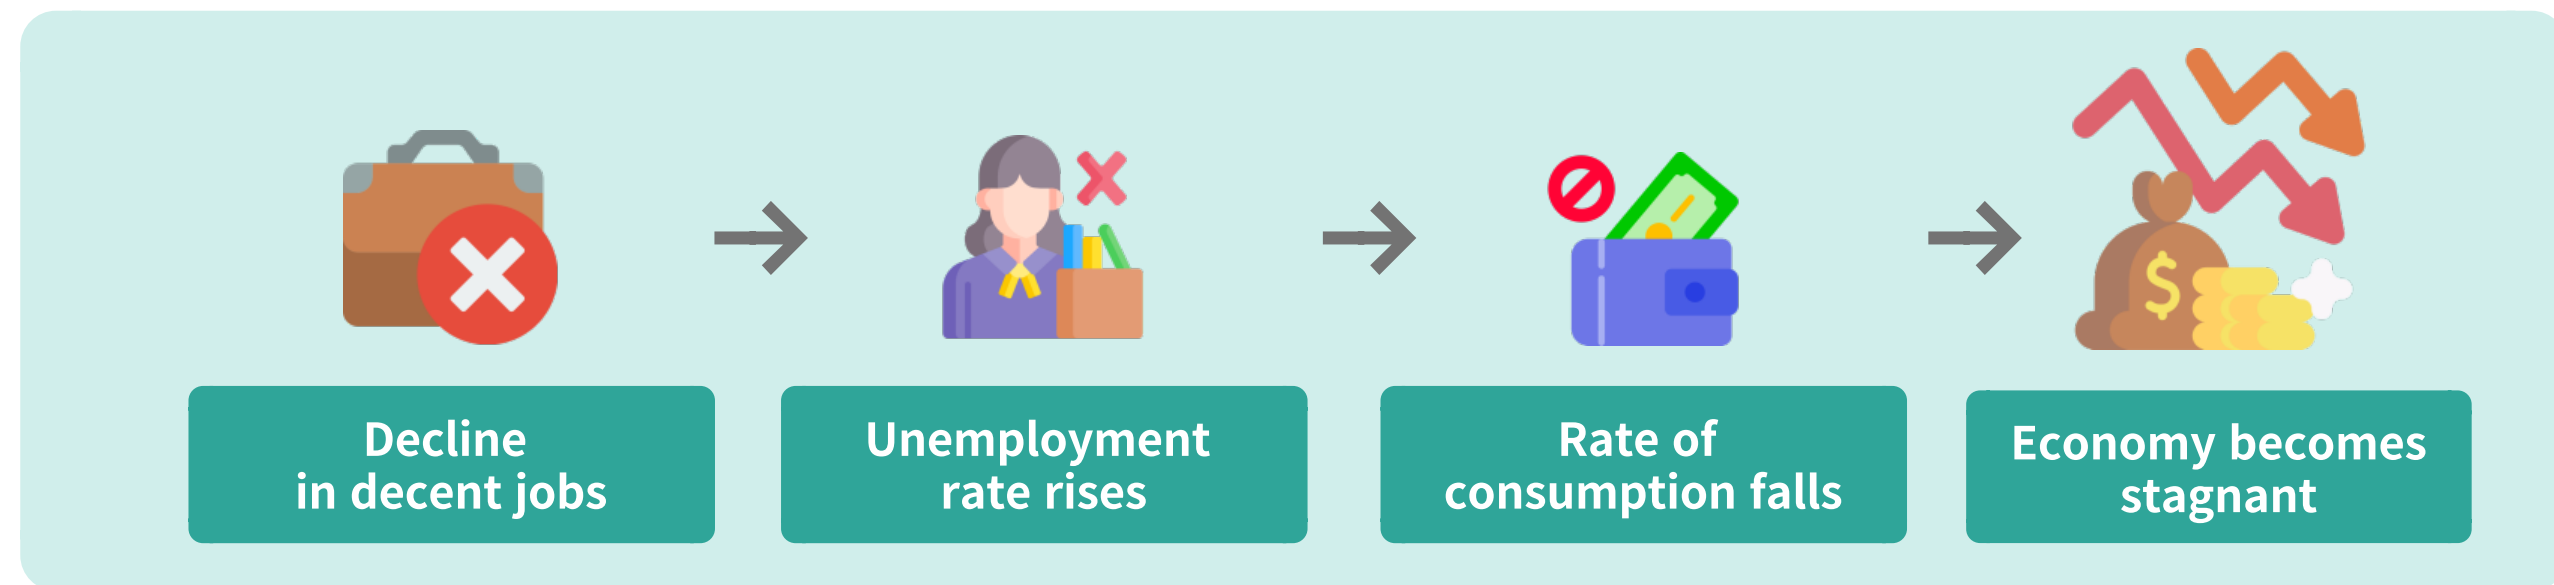 Decline
in decent jobs
Unemployment
rate rises
Rate of
consumption falls
Economy becomes
stagnant
$